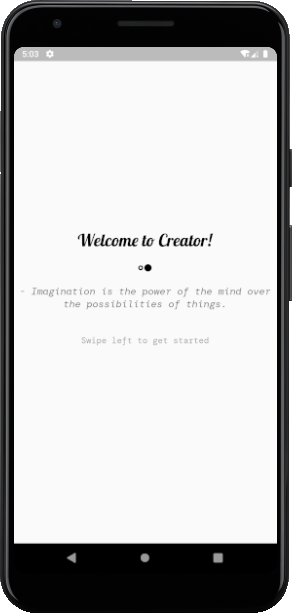 5:03
Welcome to Creator!
- Imagination is the power of the mind over
the possibilities of things.
Swipe left to get started